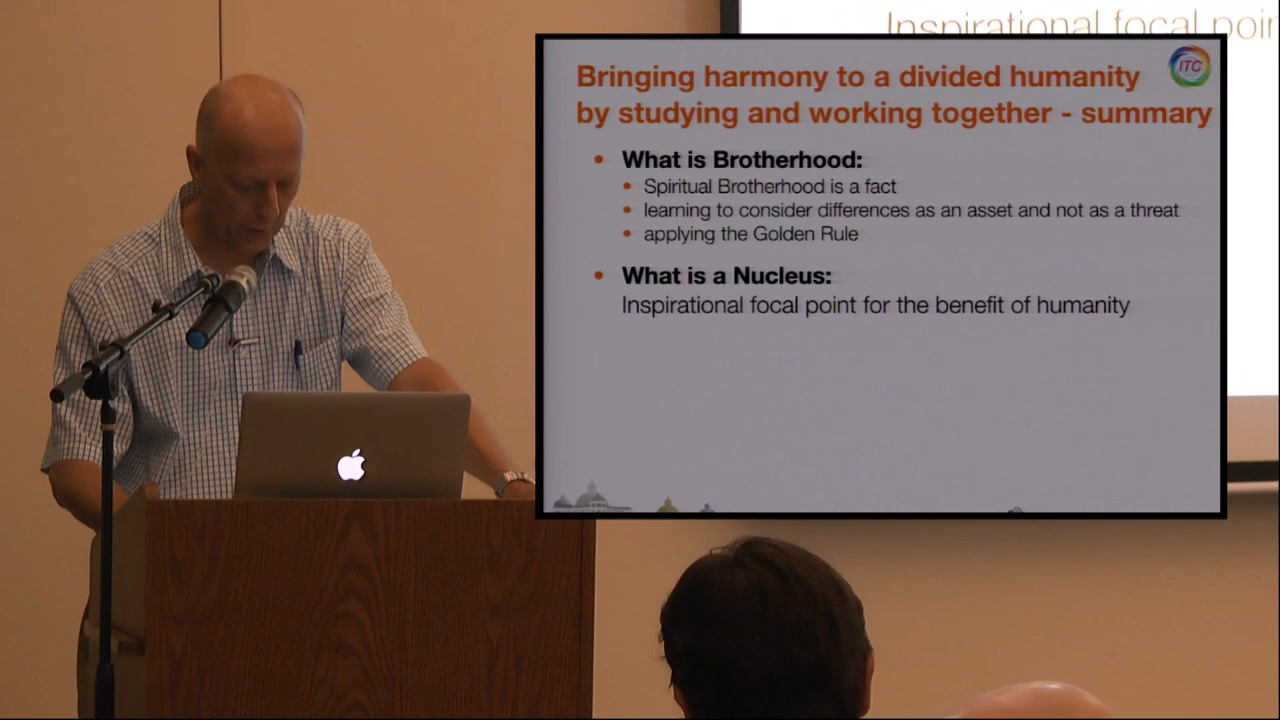 Inspirational focal poin
ITC
Bringing harmony to a divided humanity
by studying and working together - summary
• What is Brotherhood:
• Spiritual Brotherhood is a fact
• learning to consider differences as an asset and not as a threat
• applying the Golden Rule
• What is a Nucleus:
Inspirational focal point for the benefit of humanity